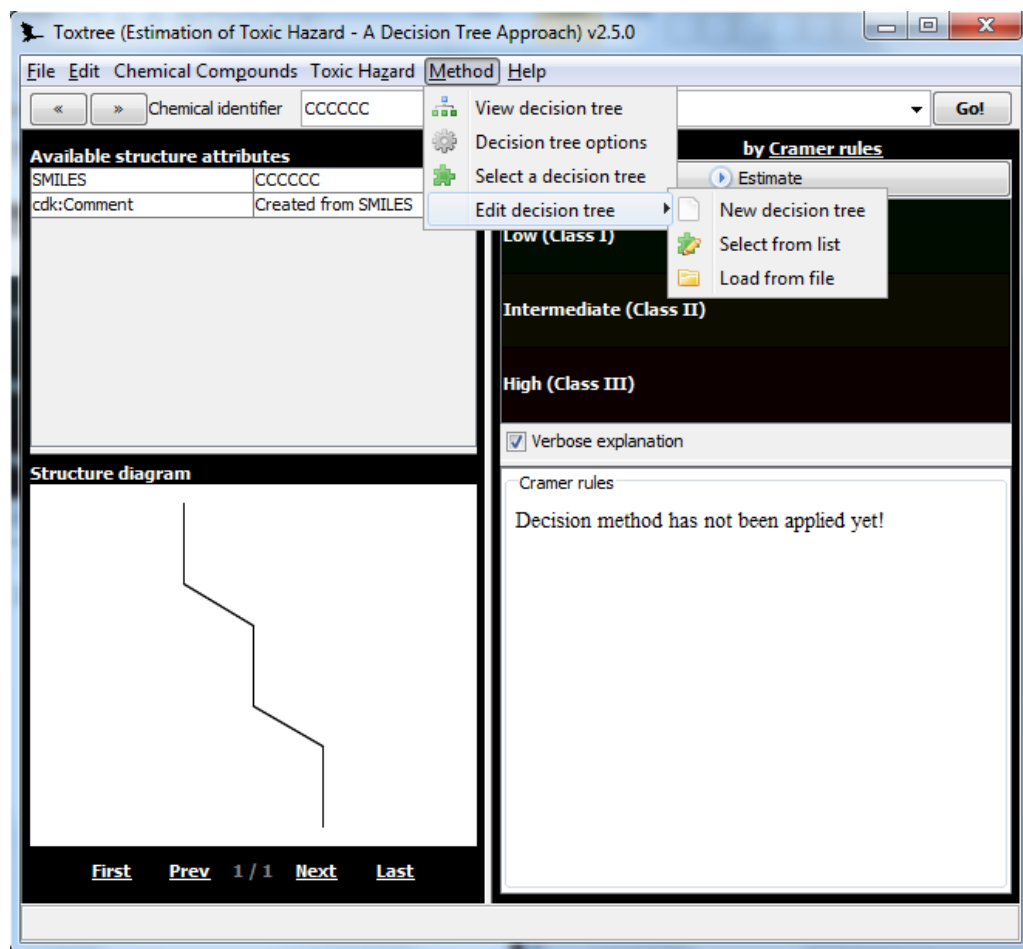 Toxtree (Estimation of Toxic Hazard - A Decision Tree Approach) v2.5.0
File Edit Chemical Compounds Toxic Hazard Method Help
« » Chemical identifier CCCCCC Go!
View decision tree
Decision tree options
Select a decision tree
Edit decision tree
New decision tree
Select from list
Load from file
Available structure attributes
SMILES CCCCCC
cdk:Comment Created from SMILES
Structure diagram
First Prev 1 / 1 Next Last
by Cramer rules
Estimate
Low (Class I)
Intermediate (Class II)
High (Class III)
Verbose explanation
Cramer rules
Decision method has not been applied yet!